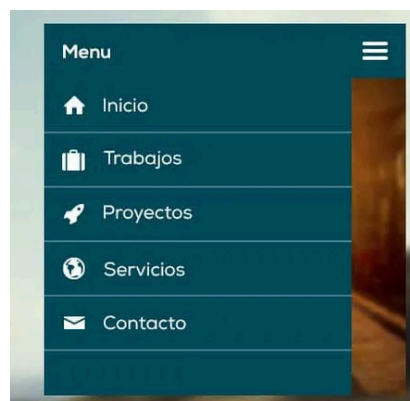 Menu
Inicio
Trabajos
Proyectos
Servicios
Contacto